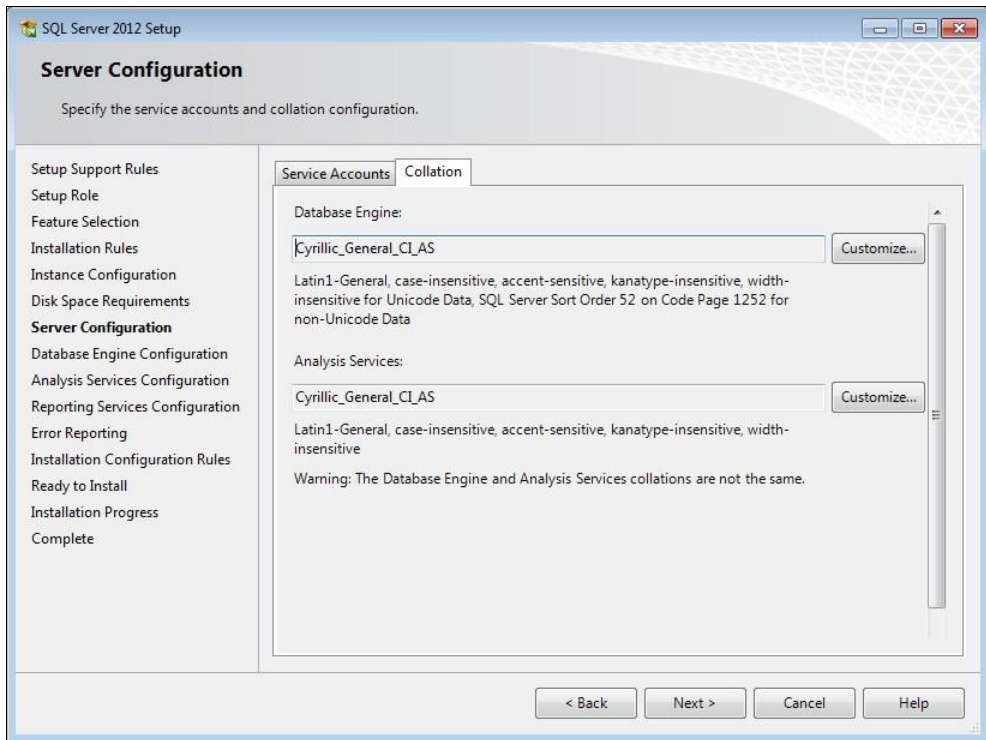 SQL Server 2012 Setup
Server Configuration
Specify the service accounts and collation configuration.
Setup Support Rules
Setup Role
Feature Selection
Installation Rules
Instance Configuration
Disk Space Requirements
Server Configuration
Database Engine Configuration
Analysis Services Configuration
Reporting Services Configuration
Error Reporting
Installation Configuration Rules
Ready to Install
Installation Progress
Complete
Service Accounts Collation
Database Engine:
Cyrillic_General_CI_AS Customize...
Latin1-General, case-insensitive, accent-sensitive, kanatype-insensitive, width-
insensitive for Unicode Data, SQL Server Sort Order 52 on Code Page 1252 for
non-Unicode Data
Analysis Services:
Cyrillic_General_CI_AS Customize...
Latin1-General, case-insensitive, accent-sensitive, kanatype-insensitive, width-
insensitive
Warning: The Database Engine and Analysis Services collations are not the same.
< Back Next > Cancel Help